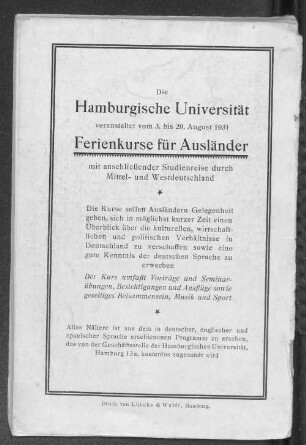 Die
Hamburgische Universität
veranstaltet vom 3. bis 29. August 1931
Ferienkurse für Ausländer
mit anschließender Studienreise durch
Mittel- und Westdeutschland
*
Die Kurse sollen Ausländern Gelegenheit
geben, sich in möglichst kurzer Zeit einen
Überblick über die kulturellen, wirtschaft-
lichen und politischen Verhältnisse in
Deutschland zu verschaffen sowie eine
gute Kenntnis der deutschen Sprache zu
erwerben
Der Kurs umfaßt Vorträge und Seminar-
übungen, Besichtigungen und Ausflüge sowie
geselliges Beisammensein, Musik und Sport
*
Alles Nähere ist aus dem in deutscher, englischer und
spanischer Sprache erschienenen Programm zu ersehen,
das von der Geschäftsstelle der Hamburgischen Universität,
Hamburg 13a, kostenlos zugesandt wird
Druck von Lütcke & Wulff, Hamburg.